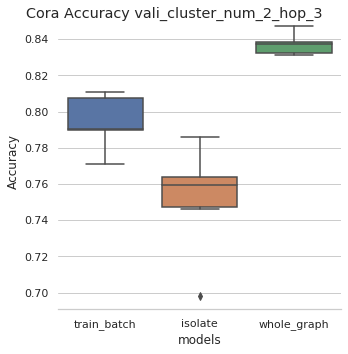 Cora Accuracy vali_cluster_num_2_hop_3
0.84
0.82
0.80
0.78
0.76
0.74
0.72
0.70
Accuracy
train_batch isolate whole_graph
models